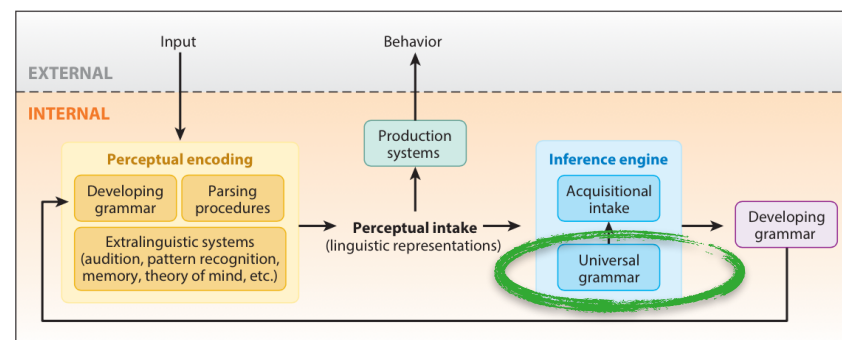 Input
Behavior
EXTERNAL
INTERNAL
Production
systems
Perceptual encoding
Developing
grammar
Parsing
procedures
Extralinguistic systems
(audition, pattern recognition,
memory, theory of mind, etc.)
Perceptual intake
(linguistic representations)
Inference engine
Acquisitional
intake
Universal
grammar
Developing
grammar